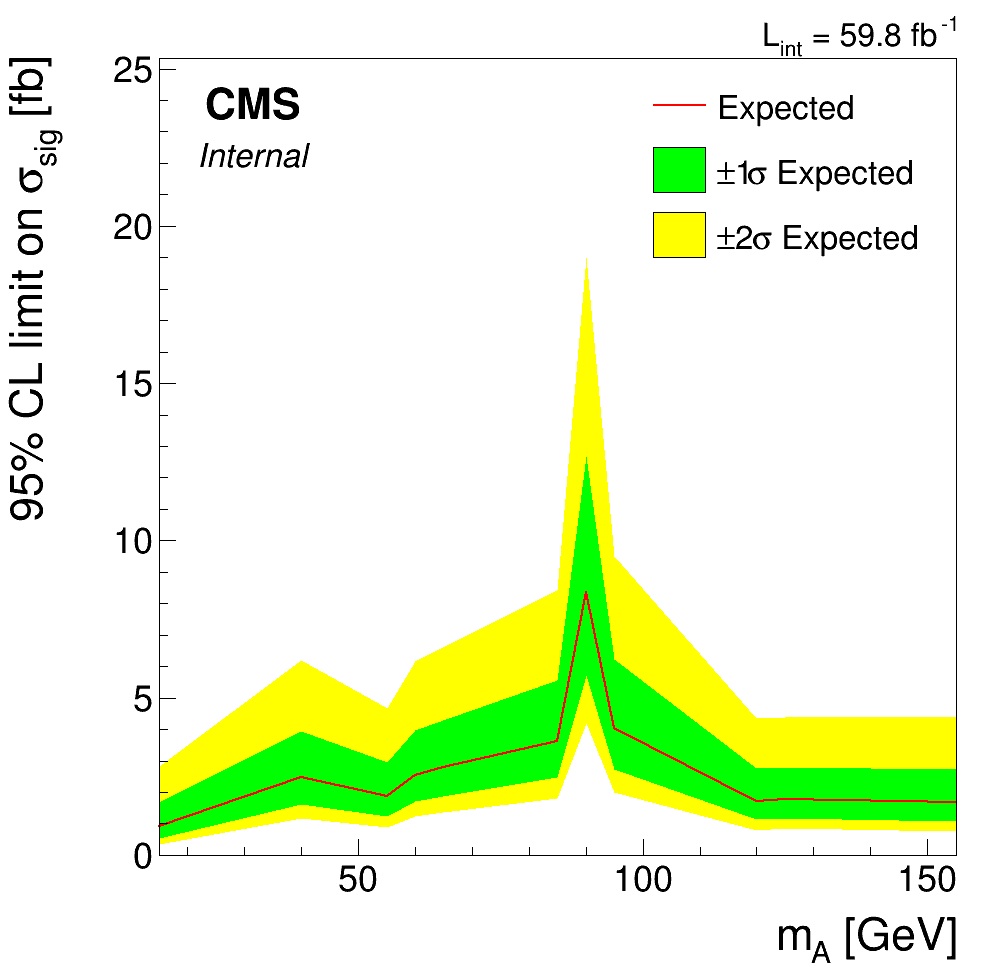 L_int = 59.8 fb^-1
95% CL limit on σ_sig [fb]
CMS
Internal
Expected
±1σ Expected
±2σ Expected
25
20
15
10
5
0
50
100
150
m_A [GeV]